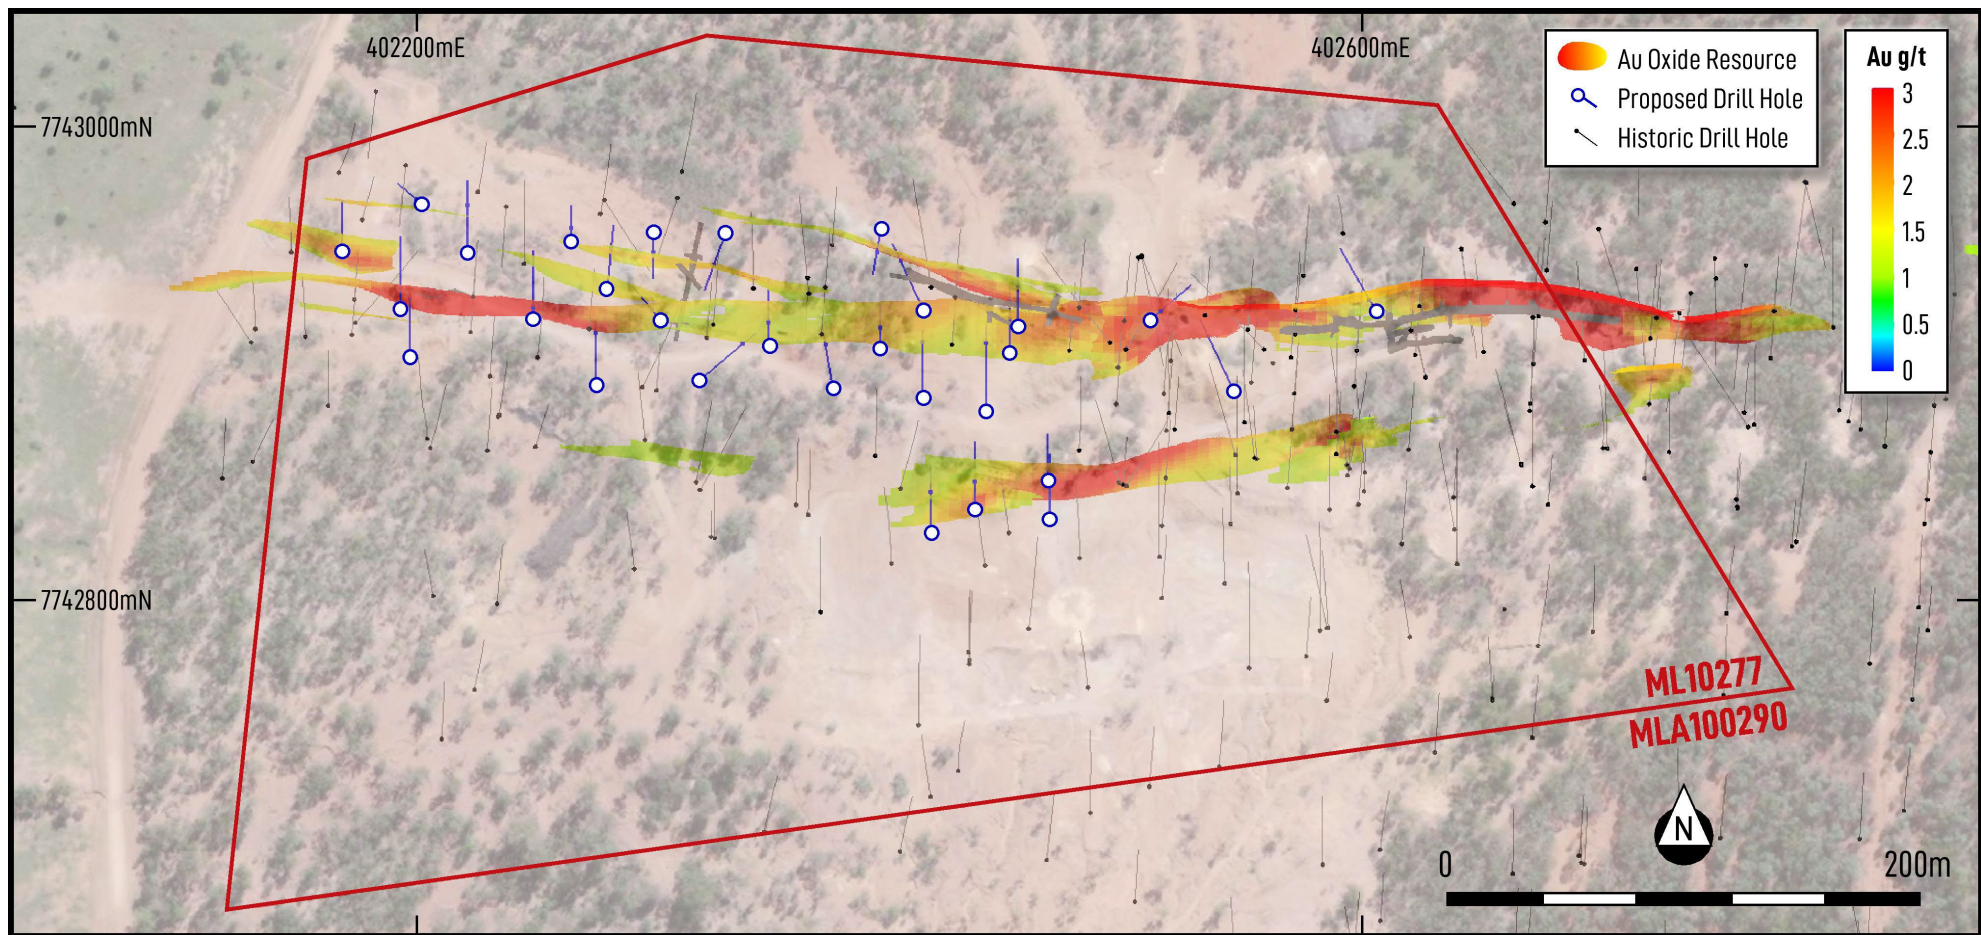 402200mE
402600mE
7743000mN
7742800mN
Au Oxide Resource
Proposed Drill Hole
Historic Drill Hole
Au g/t
3
2.5
2
1.5
1
0.5
0
ML10277
MLA100290
N
0
200m